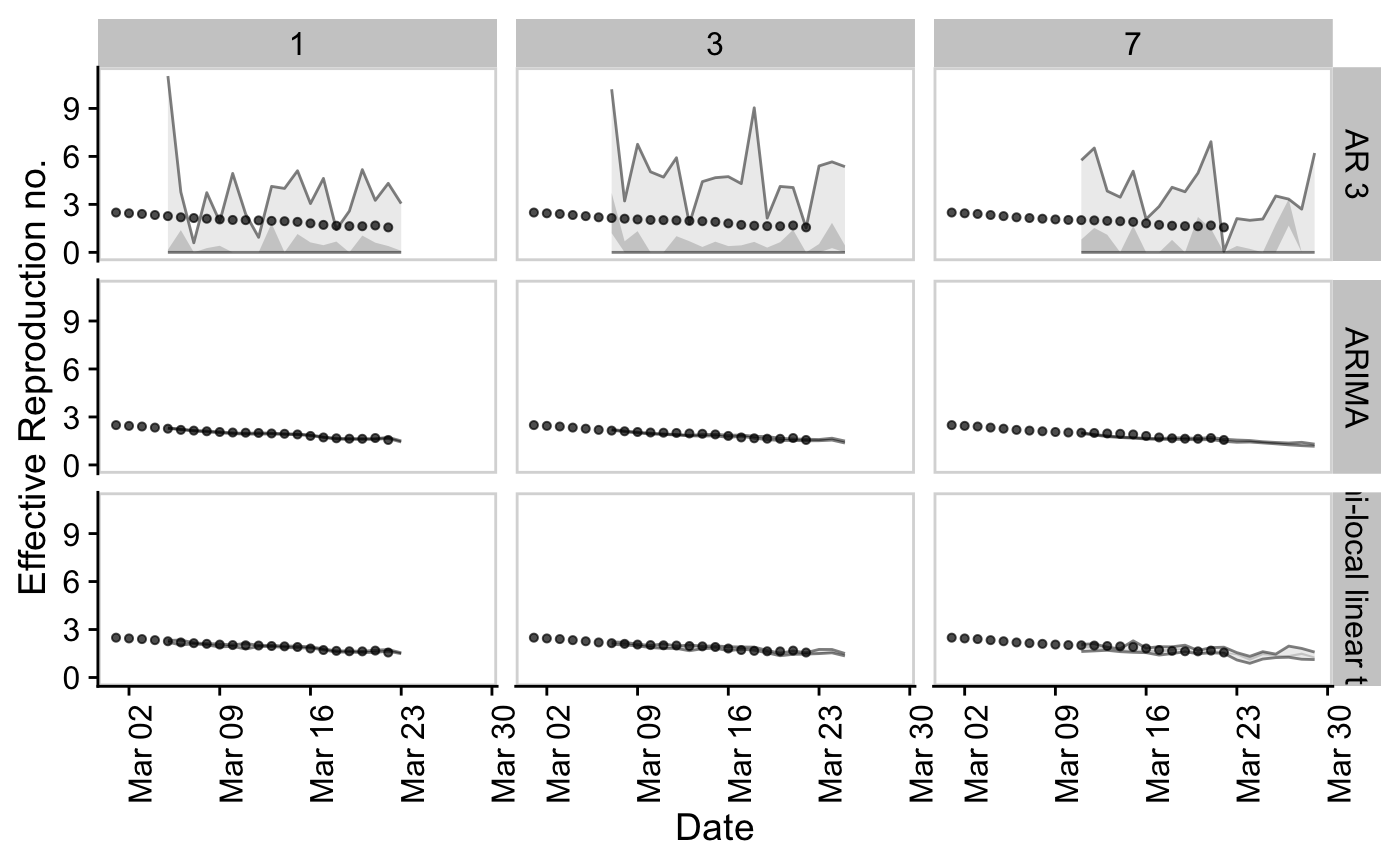 1
3
7
Effective Reproduction no.
9
6
3
0
AR 3
9
6
3
0
ARIMA
9
6
3
0
i-local linear t
Mar 02
Mar 09
Mar 16
Mar 23
Mar 30
Mar 02
Mar 09
Mar 16
Mar 23
Mar 30
Mar 02
Mar 09
Mar 16
Mar 23
Mar 30
Date